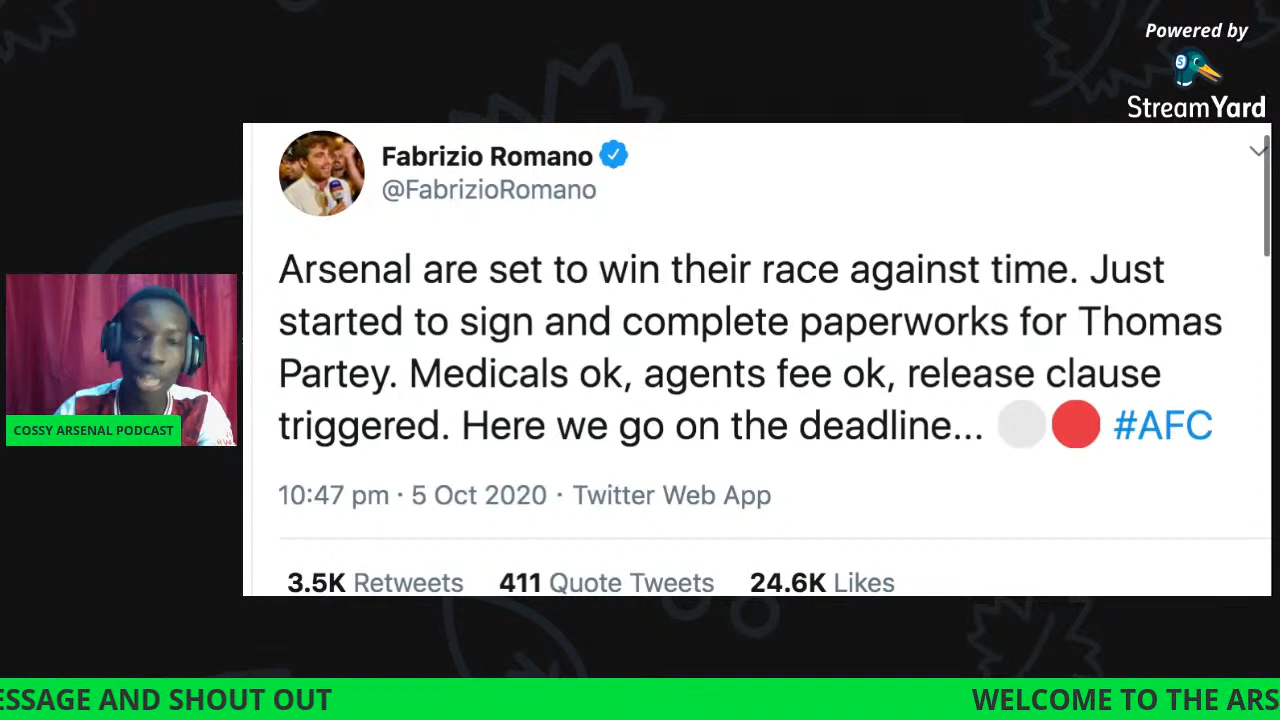 Powered by
StreamYard
Fabrizio Romano
@FabrizioRomano
Arsenal are set to win their race against time. Just
started to sign and complete paperworks for Thomas
Partey. Medicals ok, agents fee ok, release clause
triggered. Here we go on the deadline... ⚪🔴 #AFC
10:47 pm · 5 Oct 2020 · Twitter Web App
3.5K Retweets 411 Quote Tweets 24.6K Likes
COSSY ARSENAL PODCAST
ESSAGE AND SHOUT OUT
WELCOME TO THE ARS